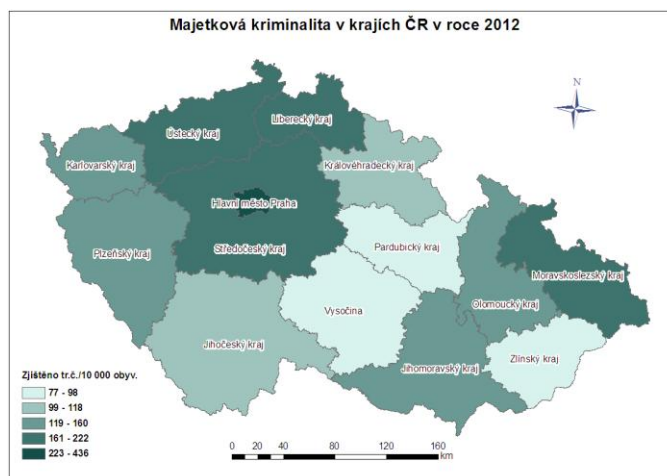 Majetková kriminalita v krajích ČR v roce 2012
N
Liberecký kraj
Ústecký kraj
Karlovarský kraj
Královéhradecký kraj
Hlavní město Praha
Středočeský kraj
Pardubický kraj
Plzeňský kraj
Moravskoslezský kraj
Olomoucký kraj
Vysočina
Jihočeský kraj
Zlínský kraj
Jihomoravský kraj
Zjištěno tr.č./10 000 obyv.
77 - 98
99 - 118
119 - 160
161 - 222
223 - 436
0 20 40 80 120 160
km